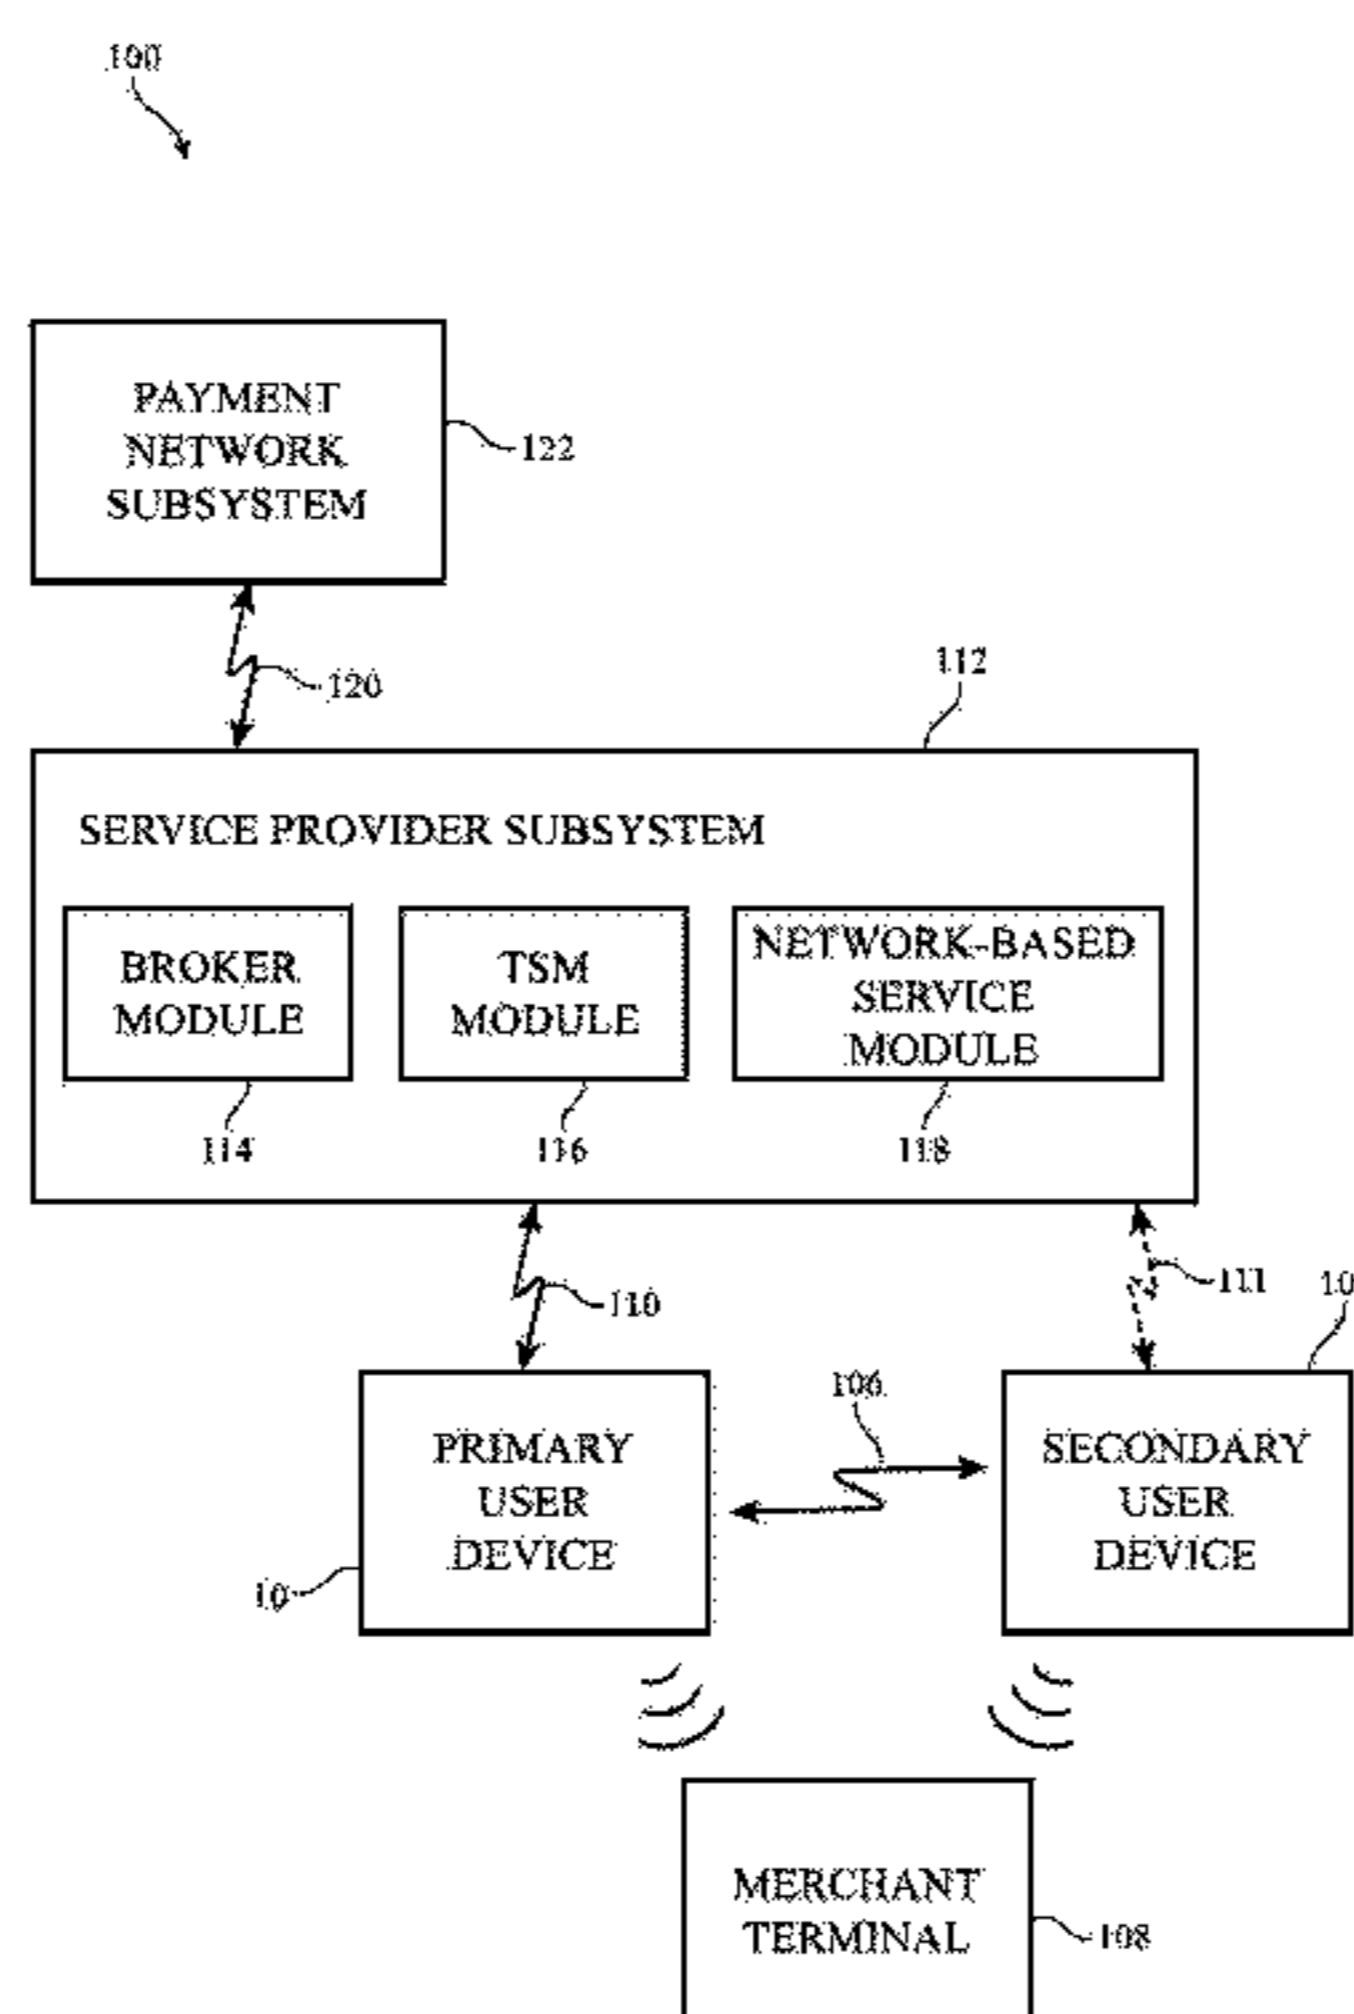 100
PAYMENT
NETWORK
SUBSYSTEM
122
120
112
SERVICE PROVIDER SUBSYSTEM
BROKER
MODULE
TSM
MODULE
NETWORK-BASED
SERVICE
MODULE
114
116
118
110
111
10
106
PRIMARY
USER
DEVICE
SECONDARY
USER
DEVICE
10
MERCHANT
TERMINAL
108